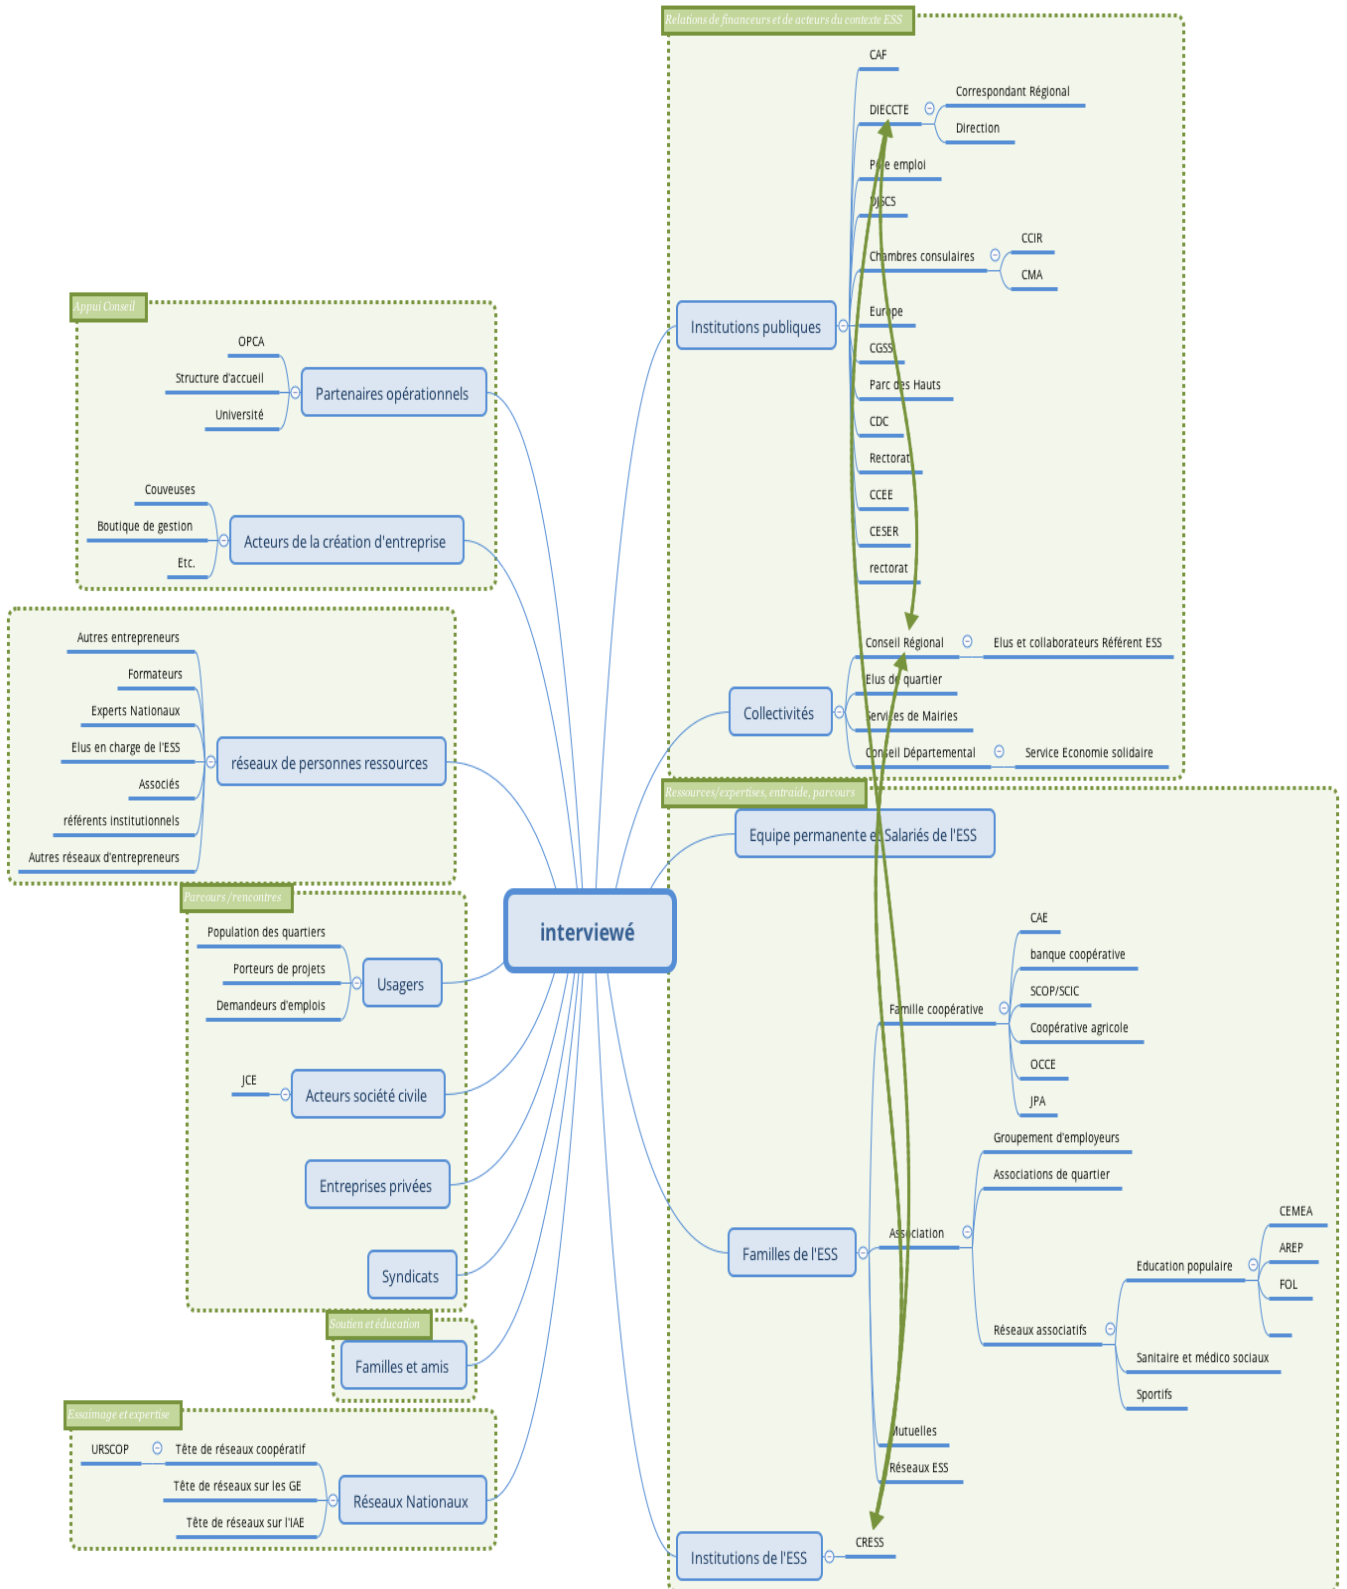 Relations de financeurs et de acteurs du contexte ESS
CAF
DIECCTE
Correspondant Régional
Direction
Pôle emploi
DJSCS
Chambres consulaires
CCIR
CMA
Institutions publiques
Europe
CGSS
Parc des Hauts
CDC
Rectorat
CCEE
CESER
rectorat
Conseil Régional
Elus et collaborateurs Référent ESS
Elus de quartier
Collectivités
Services de Mairies
Conseil Départemental
Service Economie solidaire
Appui Conseil
OPCA
Structure d'accueil
Université
Partenaires opérationnels
Couveuses
Boutique de gestion
Etc.
Acteurs de la création d'entreprise
Autres entrepreneurs
Formateurs
Experts Nationaux
Elus en charge de l'ESS
Associés
référents institutionnels
Autres réseaux d'entrepreneurs
réseaux de personnes ressources
interviewé
Parcours / rencontres
Population des quartiers
Porteurs de projets
Demandeurs d'emplois
Usagers
JCE
Acteurs société civile
Entreprises privées
Syndicats
Soutien et éducation
Familles et amis
Essaimage et expertise
URSCOP
Tête de réseaux coopératif
Tête de réseaux sur les GE
Tête de réseaux sur l'IAE
Réseaux Nationaux
Ressources/expertises, entraide, parcours
Equipe permanente et Salariés de l'ESS
Famille coopérative
CAE
banque coopérative
SCOP/SCIC
Coopérative agricole
OCCE
JPA
Familles de l'ESS
Association
Groupement d'employeurs
Associations de quartier
Réseaux associatifs
Education populaire
CEMEA
AREP
FOL
Sanitaire et médico sociaux
Sportifs
Mutuelles
Réseaux ESS
Institutions de l'ESS
CRESS